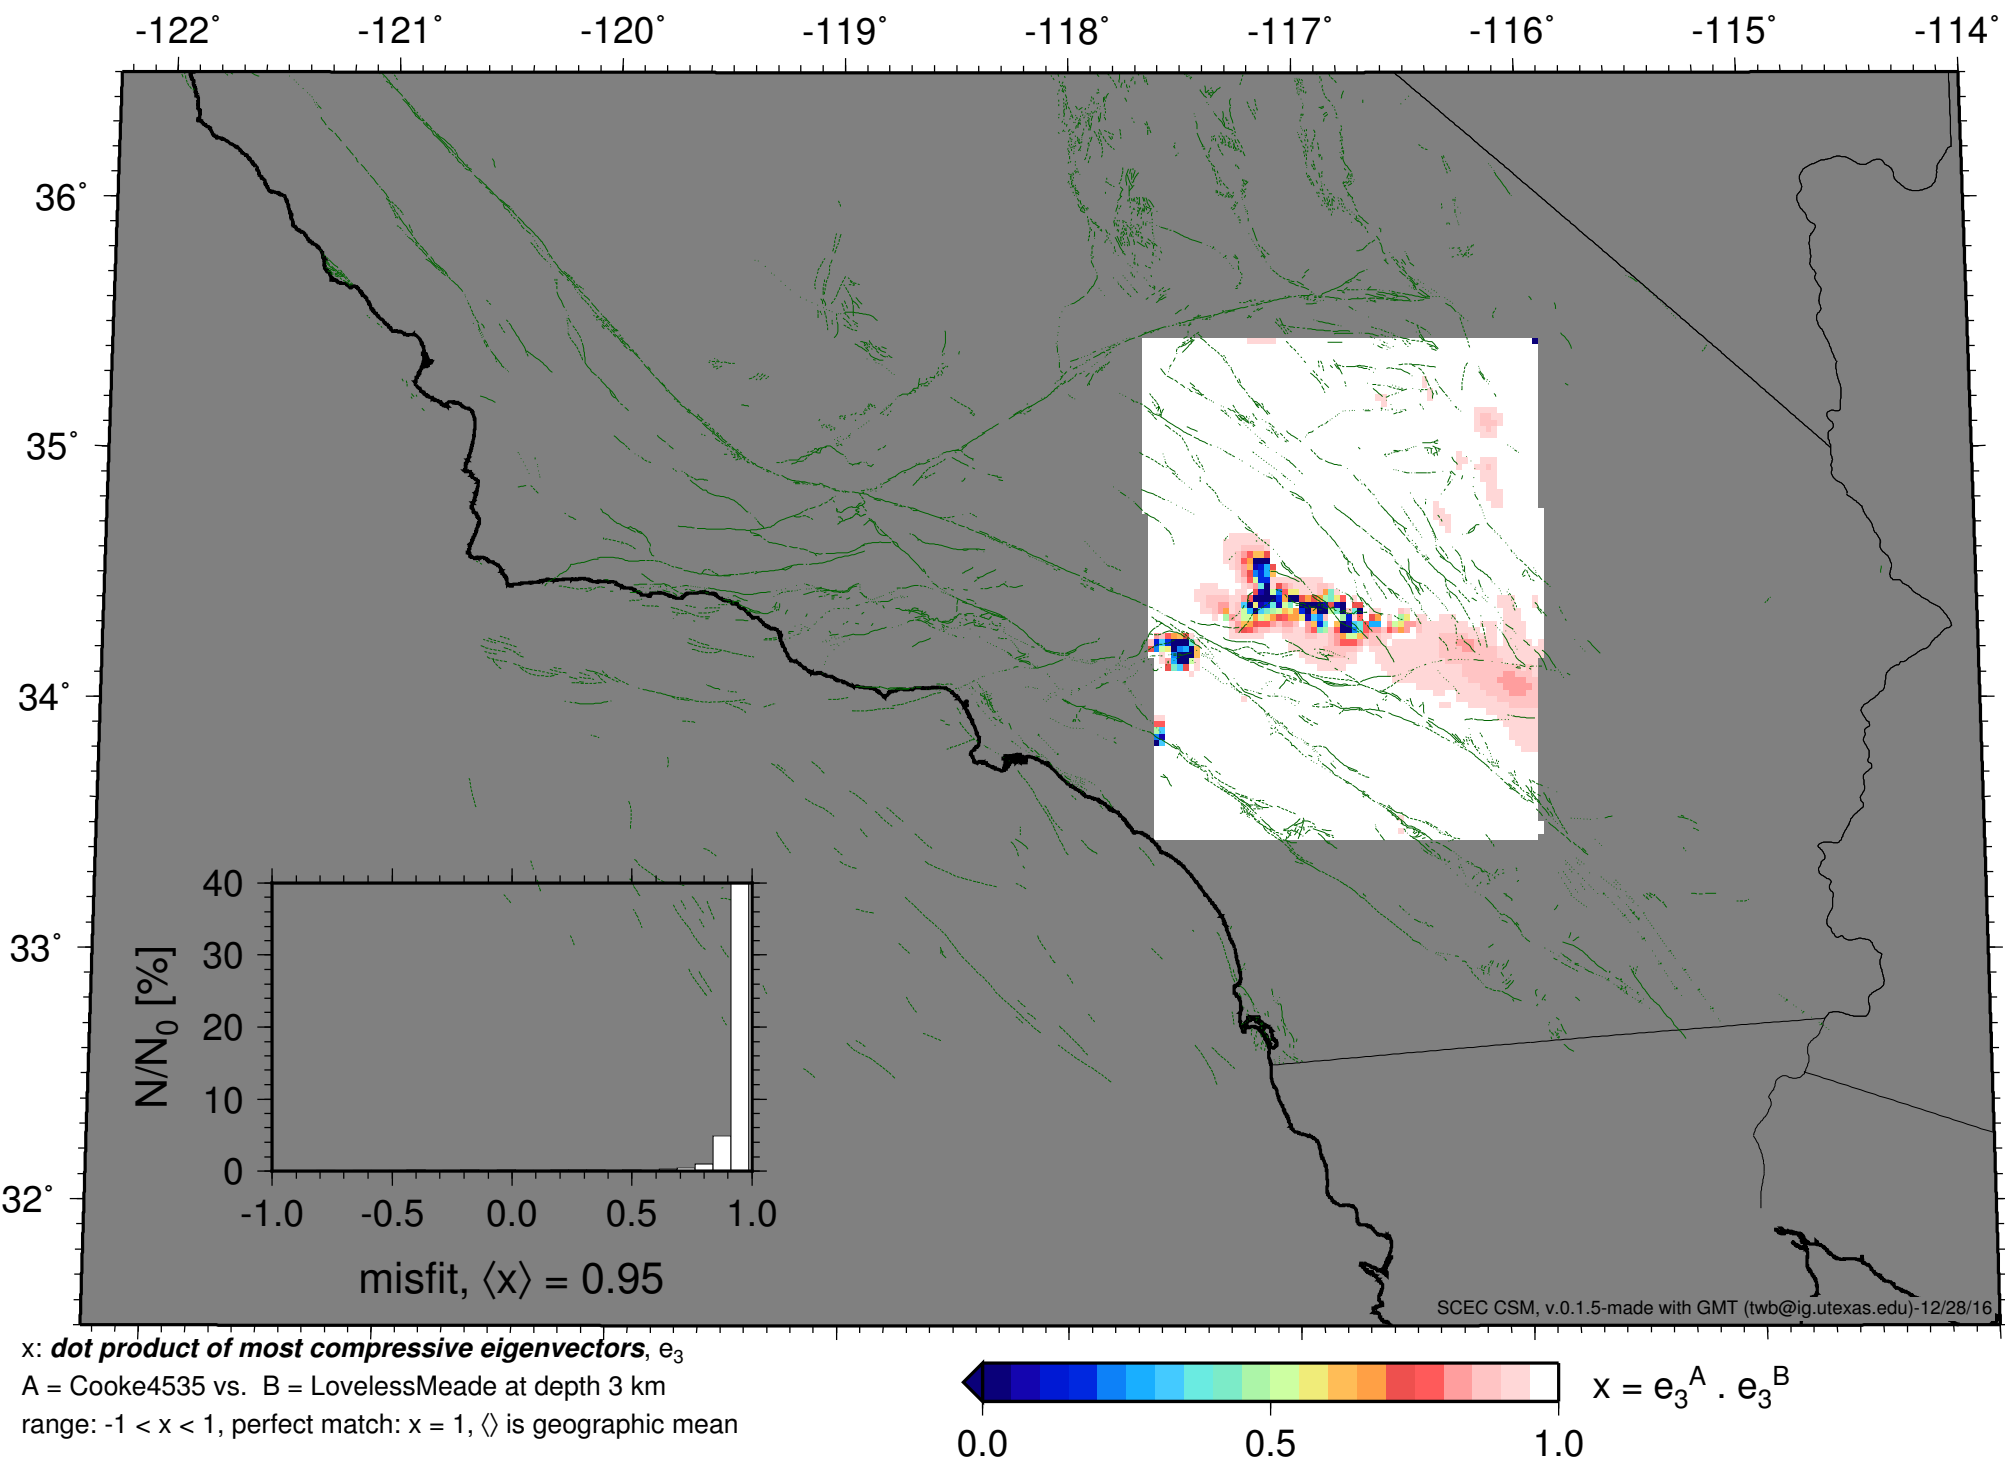 -122˚ -121˚ -120˚ -119˚ -118˚ -117˚ -116˚ -115˚ -114˚
36˚
35˚
34˚
33˚
32˚
N/N0 [%]
40
30
20
10
0
-1.0 -0.5 0.0 0.5 1.0
misfit, ⟨x⟩ = 0.95
SCEC CSM, v.0.1.5-made with GMT (twb@ig.utexas.edu)-12/28/16
x: dot product of most compressive eigenvectors, e3
A = Cooke4535 vs. B = LovelessMeade at depth 3 km
range: -1 < x < 1, perfect match: x = 1, ⟨⟩ is geographic mean
0.0 0.5 1.0
x = e3^A . e3^B